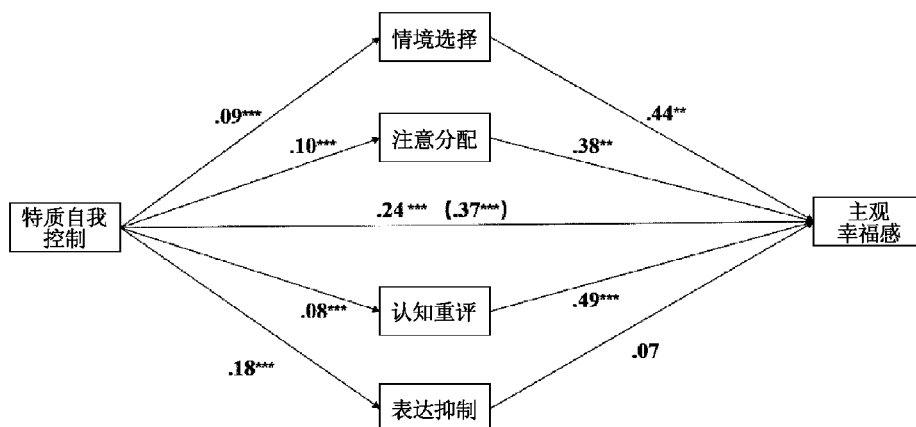 情境选择
.09***
.44**
注意分配
.10***
.38**
特质自我
控制
.24*** (.37***)
主观
幸福感
认知重评
.08***
.49***
.18***
.07
表达抑制